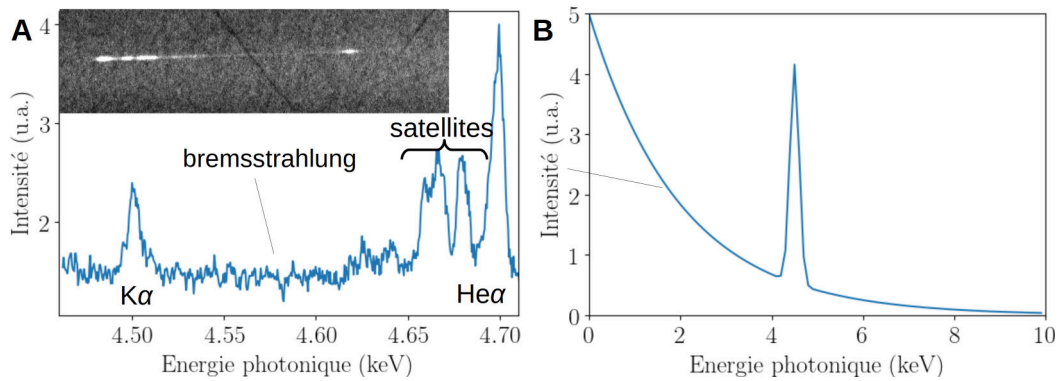 A
4
3
2
Intensité (u.a.)
satellites
bremsstrahlung
Kα
Heα
4.50
4.55
4.60
4.65
4.70
Energie photonique (keV)
B
5
4
3
2
1
0
Intensité (u.a.)
0
2
4
6
8
10
Energie photonique (keV)